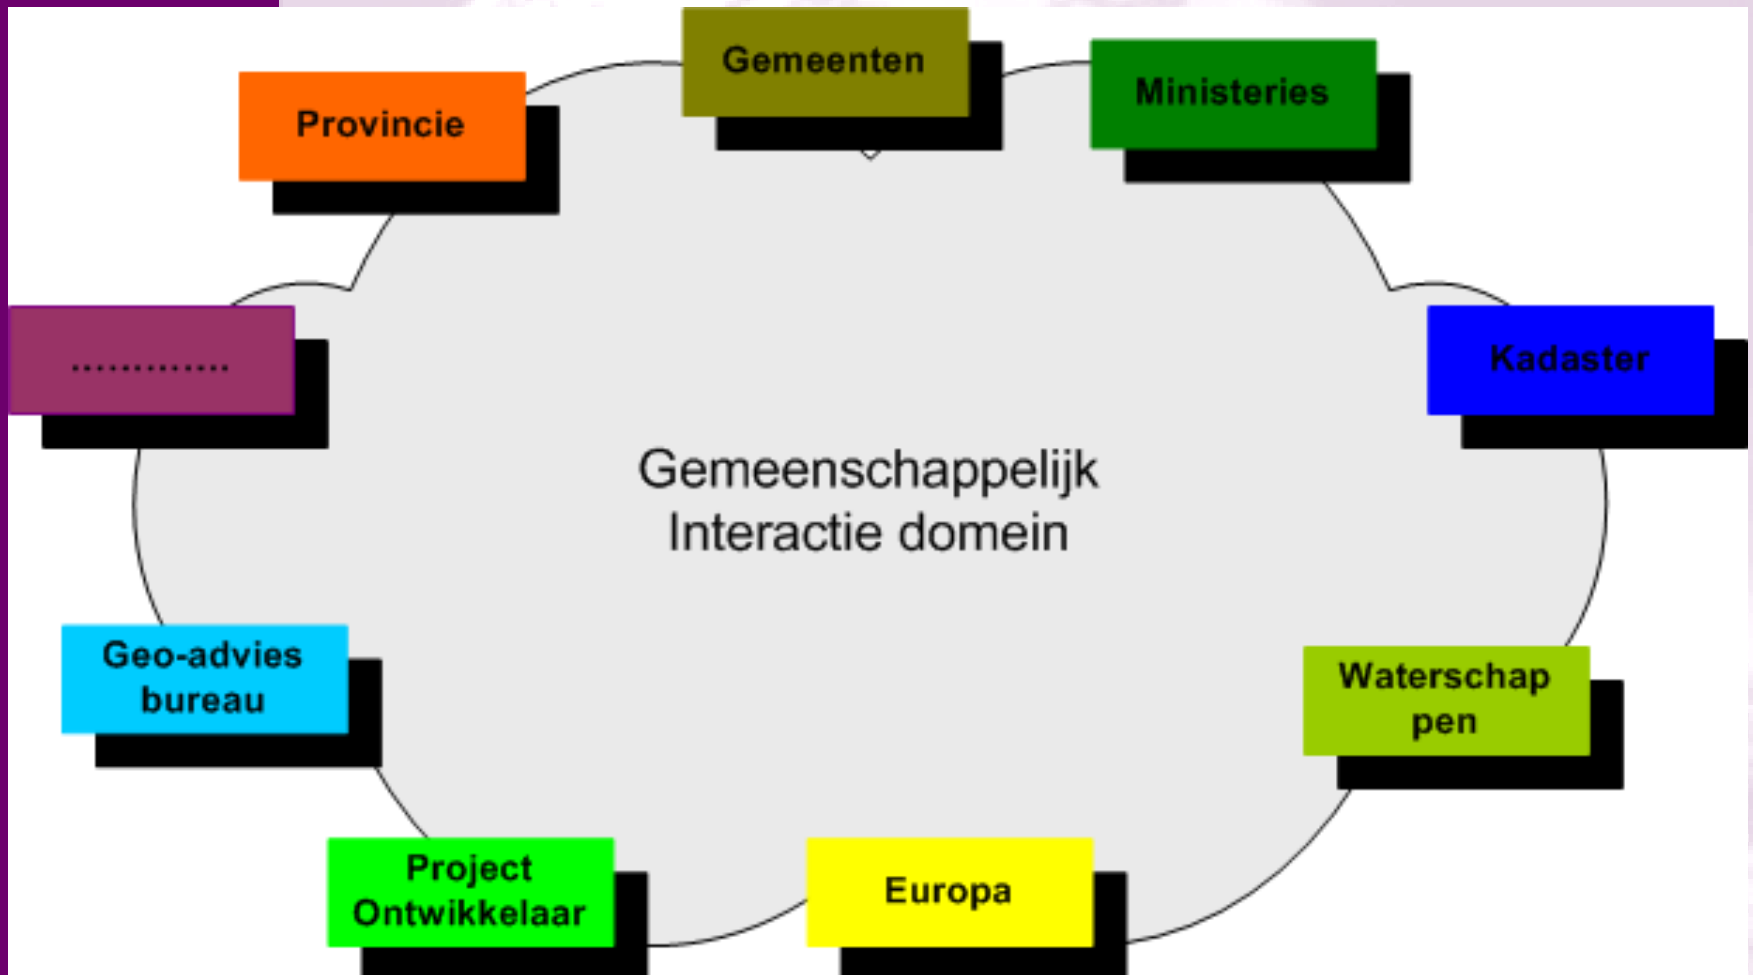 Gemeenten
Ministeries
Provincie
.............
Kadaster
Gemeenschappelijk
Interactie domein
Geo-advies
bureau
Waterschap
pen
Project
Ontwikkelaar
Europa